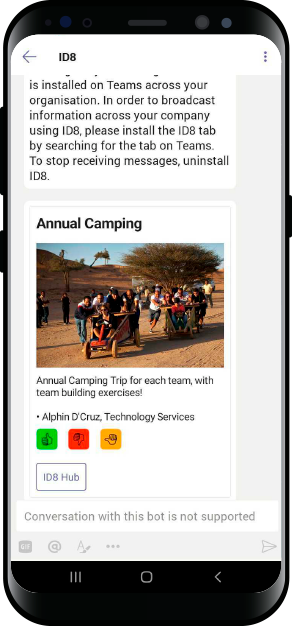 ID8
is installed on Teams across your
organisation. In order to broadcast
information across your company
using ID8, please install the ID8 tab
by searching for the tab on Teams.
To stop receiving messages, uninstall
ID8.
Annual Camping
Annual Camping Trip for each team, with
team building exercises!
• Alphin D'Cruz, Technology Services
ID8 Hub
Conversation with this bot is not supported
GIF